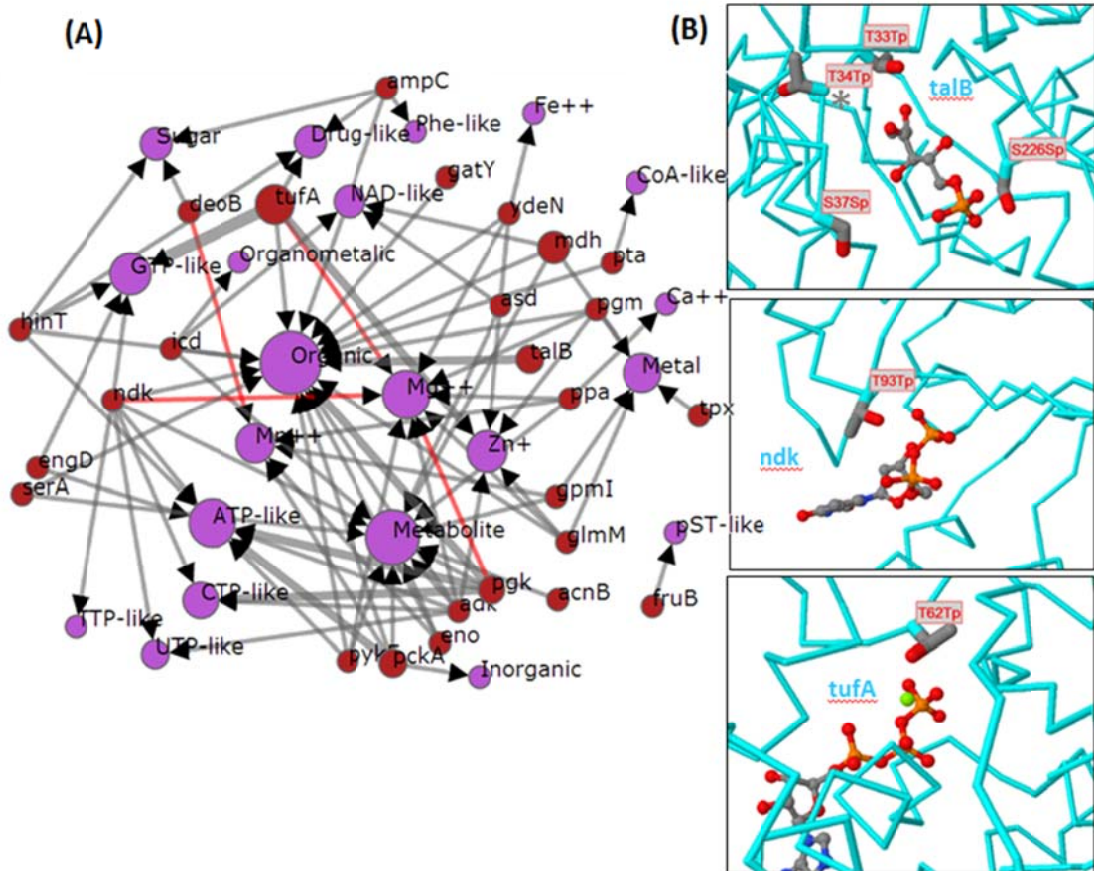 (A)
(B)
ampC
Fe++
Sugar
Drug-like
Phe-like
gatY
CoA-like
deoB
tufA
NAD-like
ydeN
mdh
pta
GTP-like
Organometalic
asd
pgm
Ca++
hinT
icd
Organic
talB
Metal
ndk
Mg++
ppa
tpx
Mn++
Zn+
engD
serA
gpmI
ATP-like
Metabolite
glmM
pST-like
CTP-like
pgk
adk
acnB
fruB
TTP-like
UTP-like
eno
pckA
Inorganic
T33Tp
T34Tp
*
talB
S226Sp
S37Sp
T93Tp
ndk
T62Tp
tufA